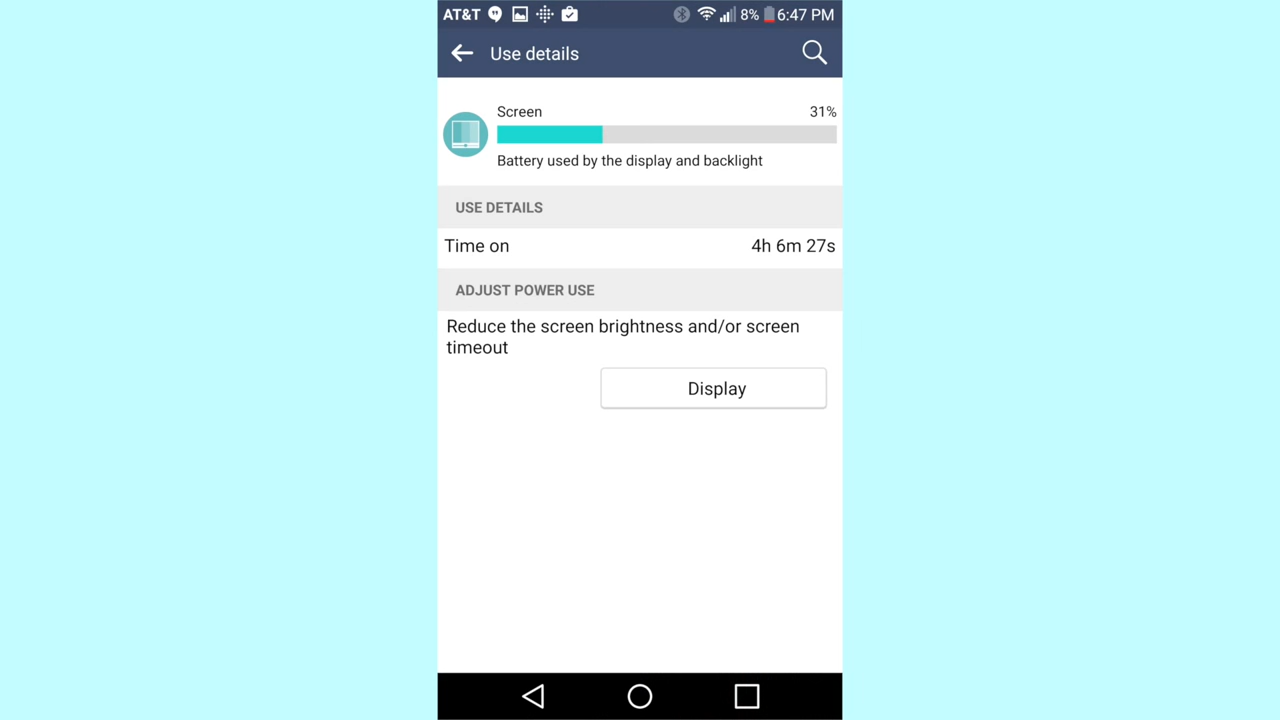 AT&T 8% 6:47 PM
Use details
Screen 31%
Battery used by the display and backlight
USE DETAILS
Time on 4h 6m 27s
ADJUST POWER USE
Reduce the screen brightness and/or screen
timeout
Display